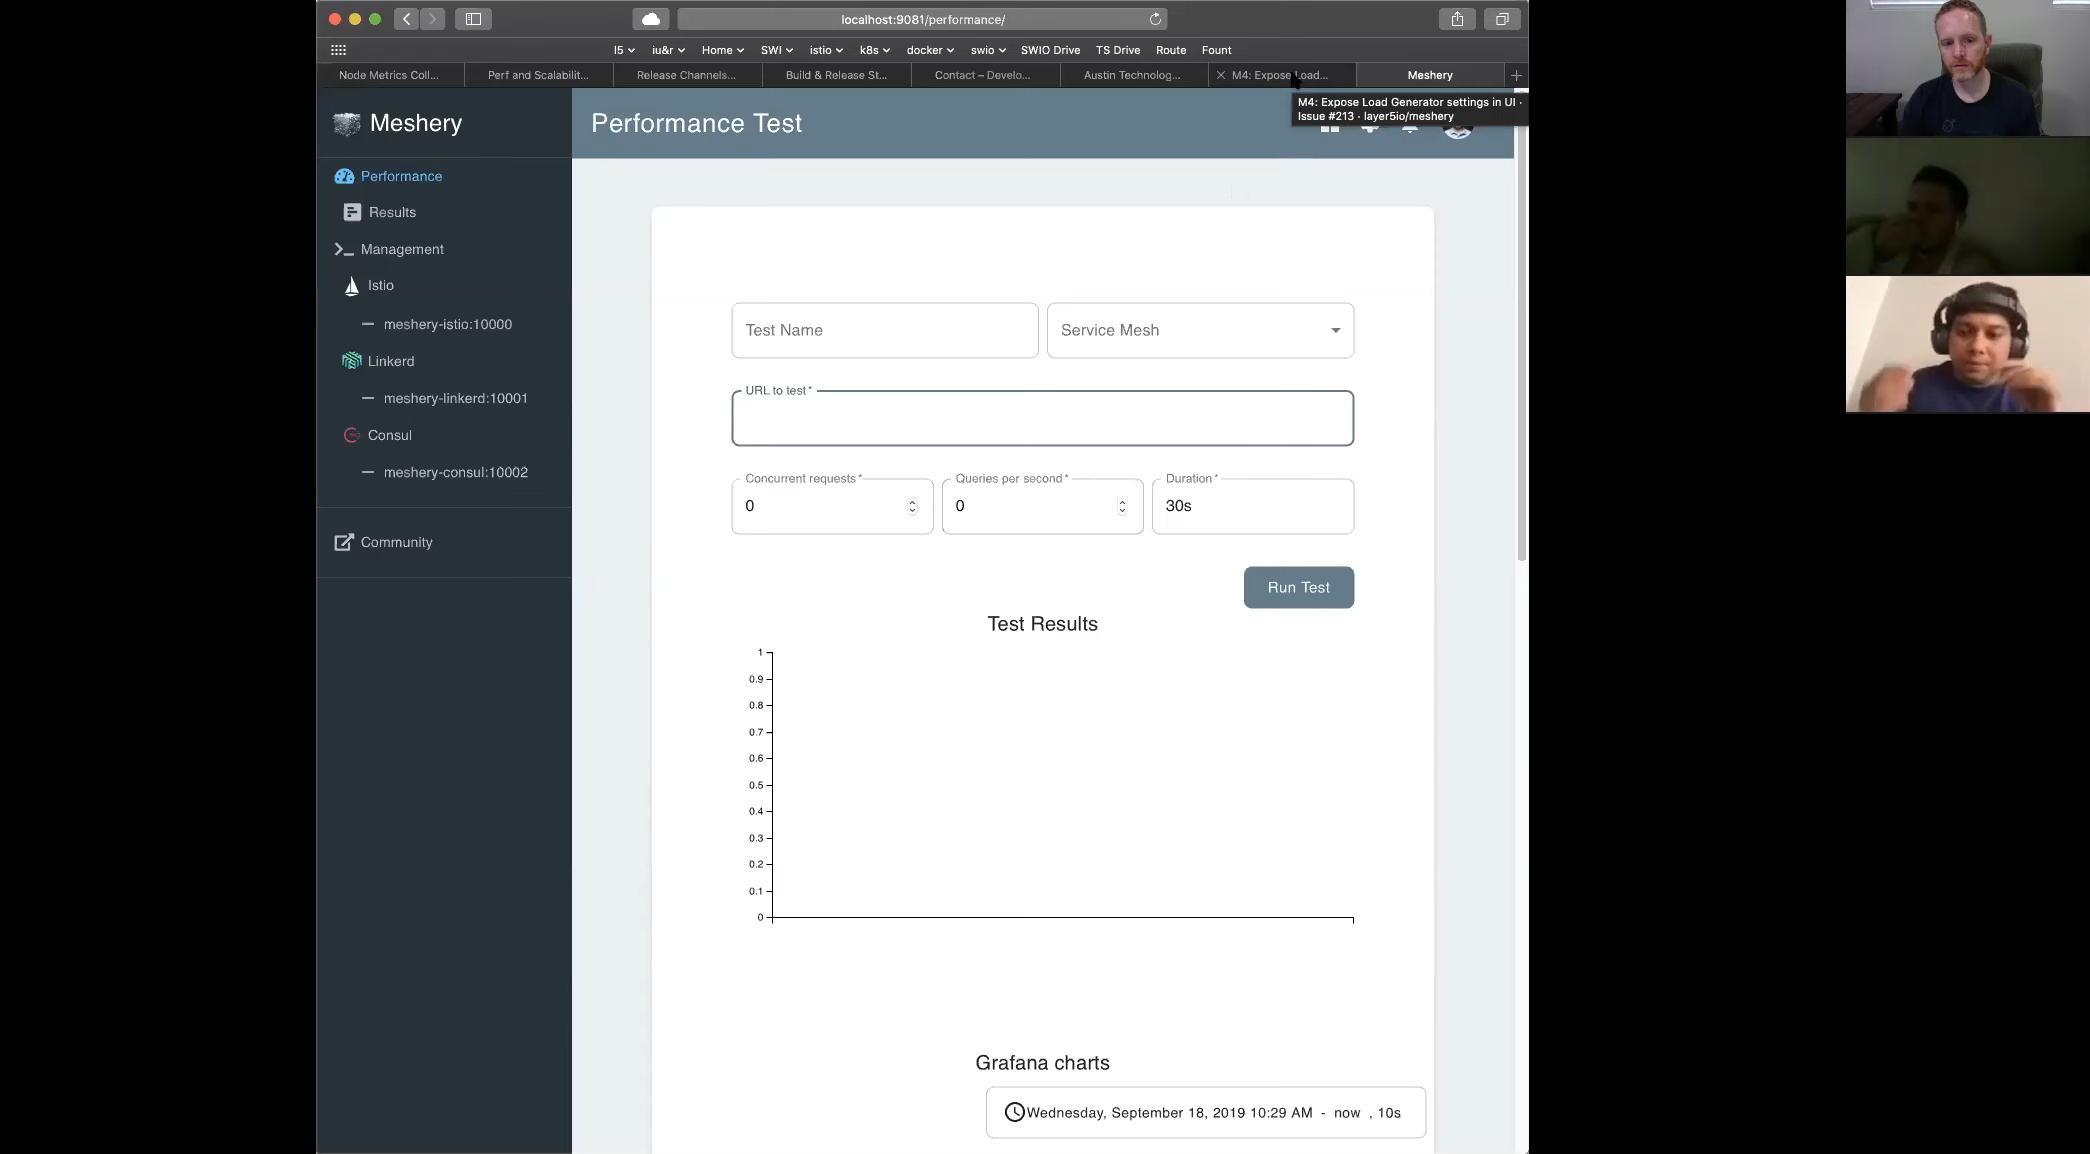 localhost:9081/performance/
l5 iu&r Home SWI istio k8s docker swio SWIO Drive TS Drive Route Fount
Node Metrics Coll... Perf and Scalabilit... Release Channels... Build & Release St... Contact – Develo... Austin Technolog... M4: Expose Load... Meshery
M4: Expose Load Generator settings in UI ·
Issue #213 · layer5io/meshery
Meshery
Performance Test
Performance
Results
Management
Istio
meshery-istio:10000
Linkerd
meshery-linkerd:10001
Consul
meshery-consul:10002
Community
Test Name
Service Mesh
URL to test *
Concurrent requests * Queries per second * Duration *
0 0 30s
Run Test
Test Results
1
0.9
0.8
0.7
0.6
0.5
0.4
0.3
0.2
0.1
0
Grafana charts
Wednesday, September 18, 2019 10:29 AM - now , 10s